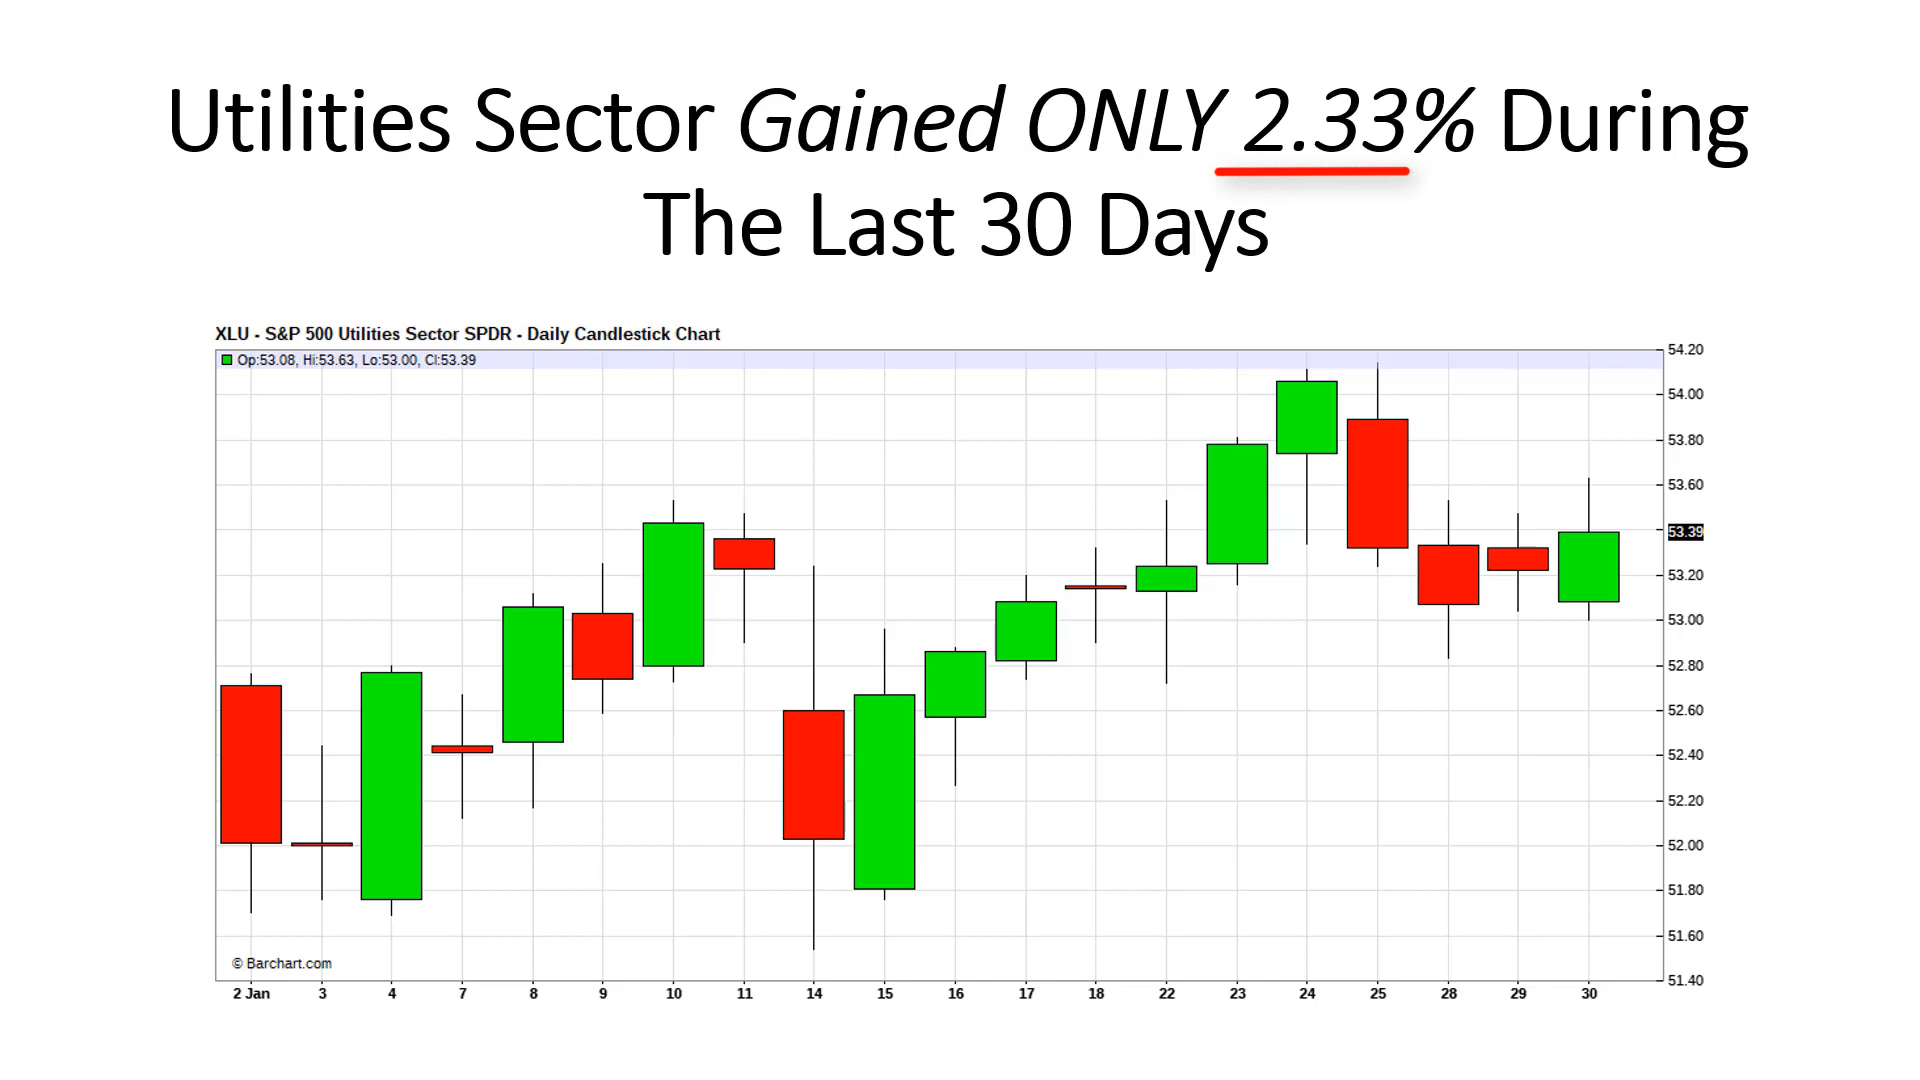 Utilities Sector Gained ONLY 2.33% During
The Last 30 Days
XLU - S&P 500 Utilities Sector SPDR - Daily Candlestick Chart
Op:53.08, Hi:53.63, Lo:53.00, Cl:53.39
54.20
54.00
53.80
53.60
53.39
53.20
53.00
52.80
52.60
52.40
52.20
52.00
51.80
51.60
51.40
© Barchart.com
2 Jan 3 4 7 8 9 10 11 14 15 16 17 18 22 23 24 25 28 29 30